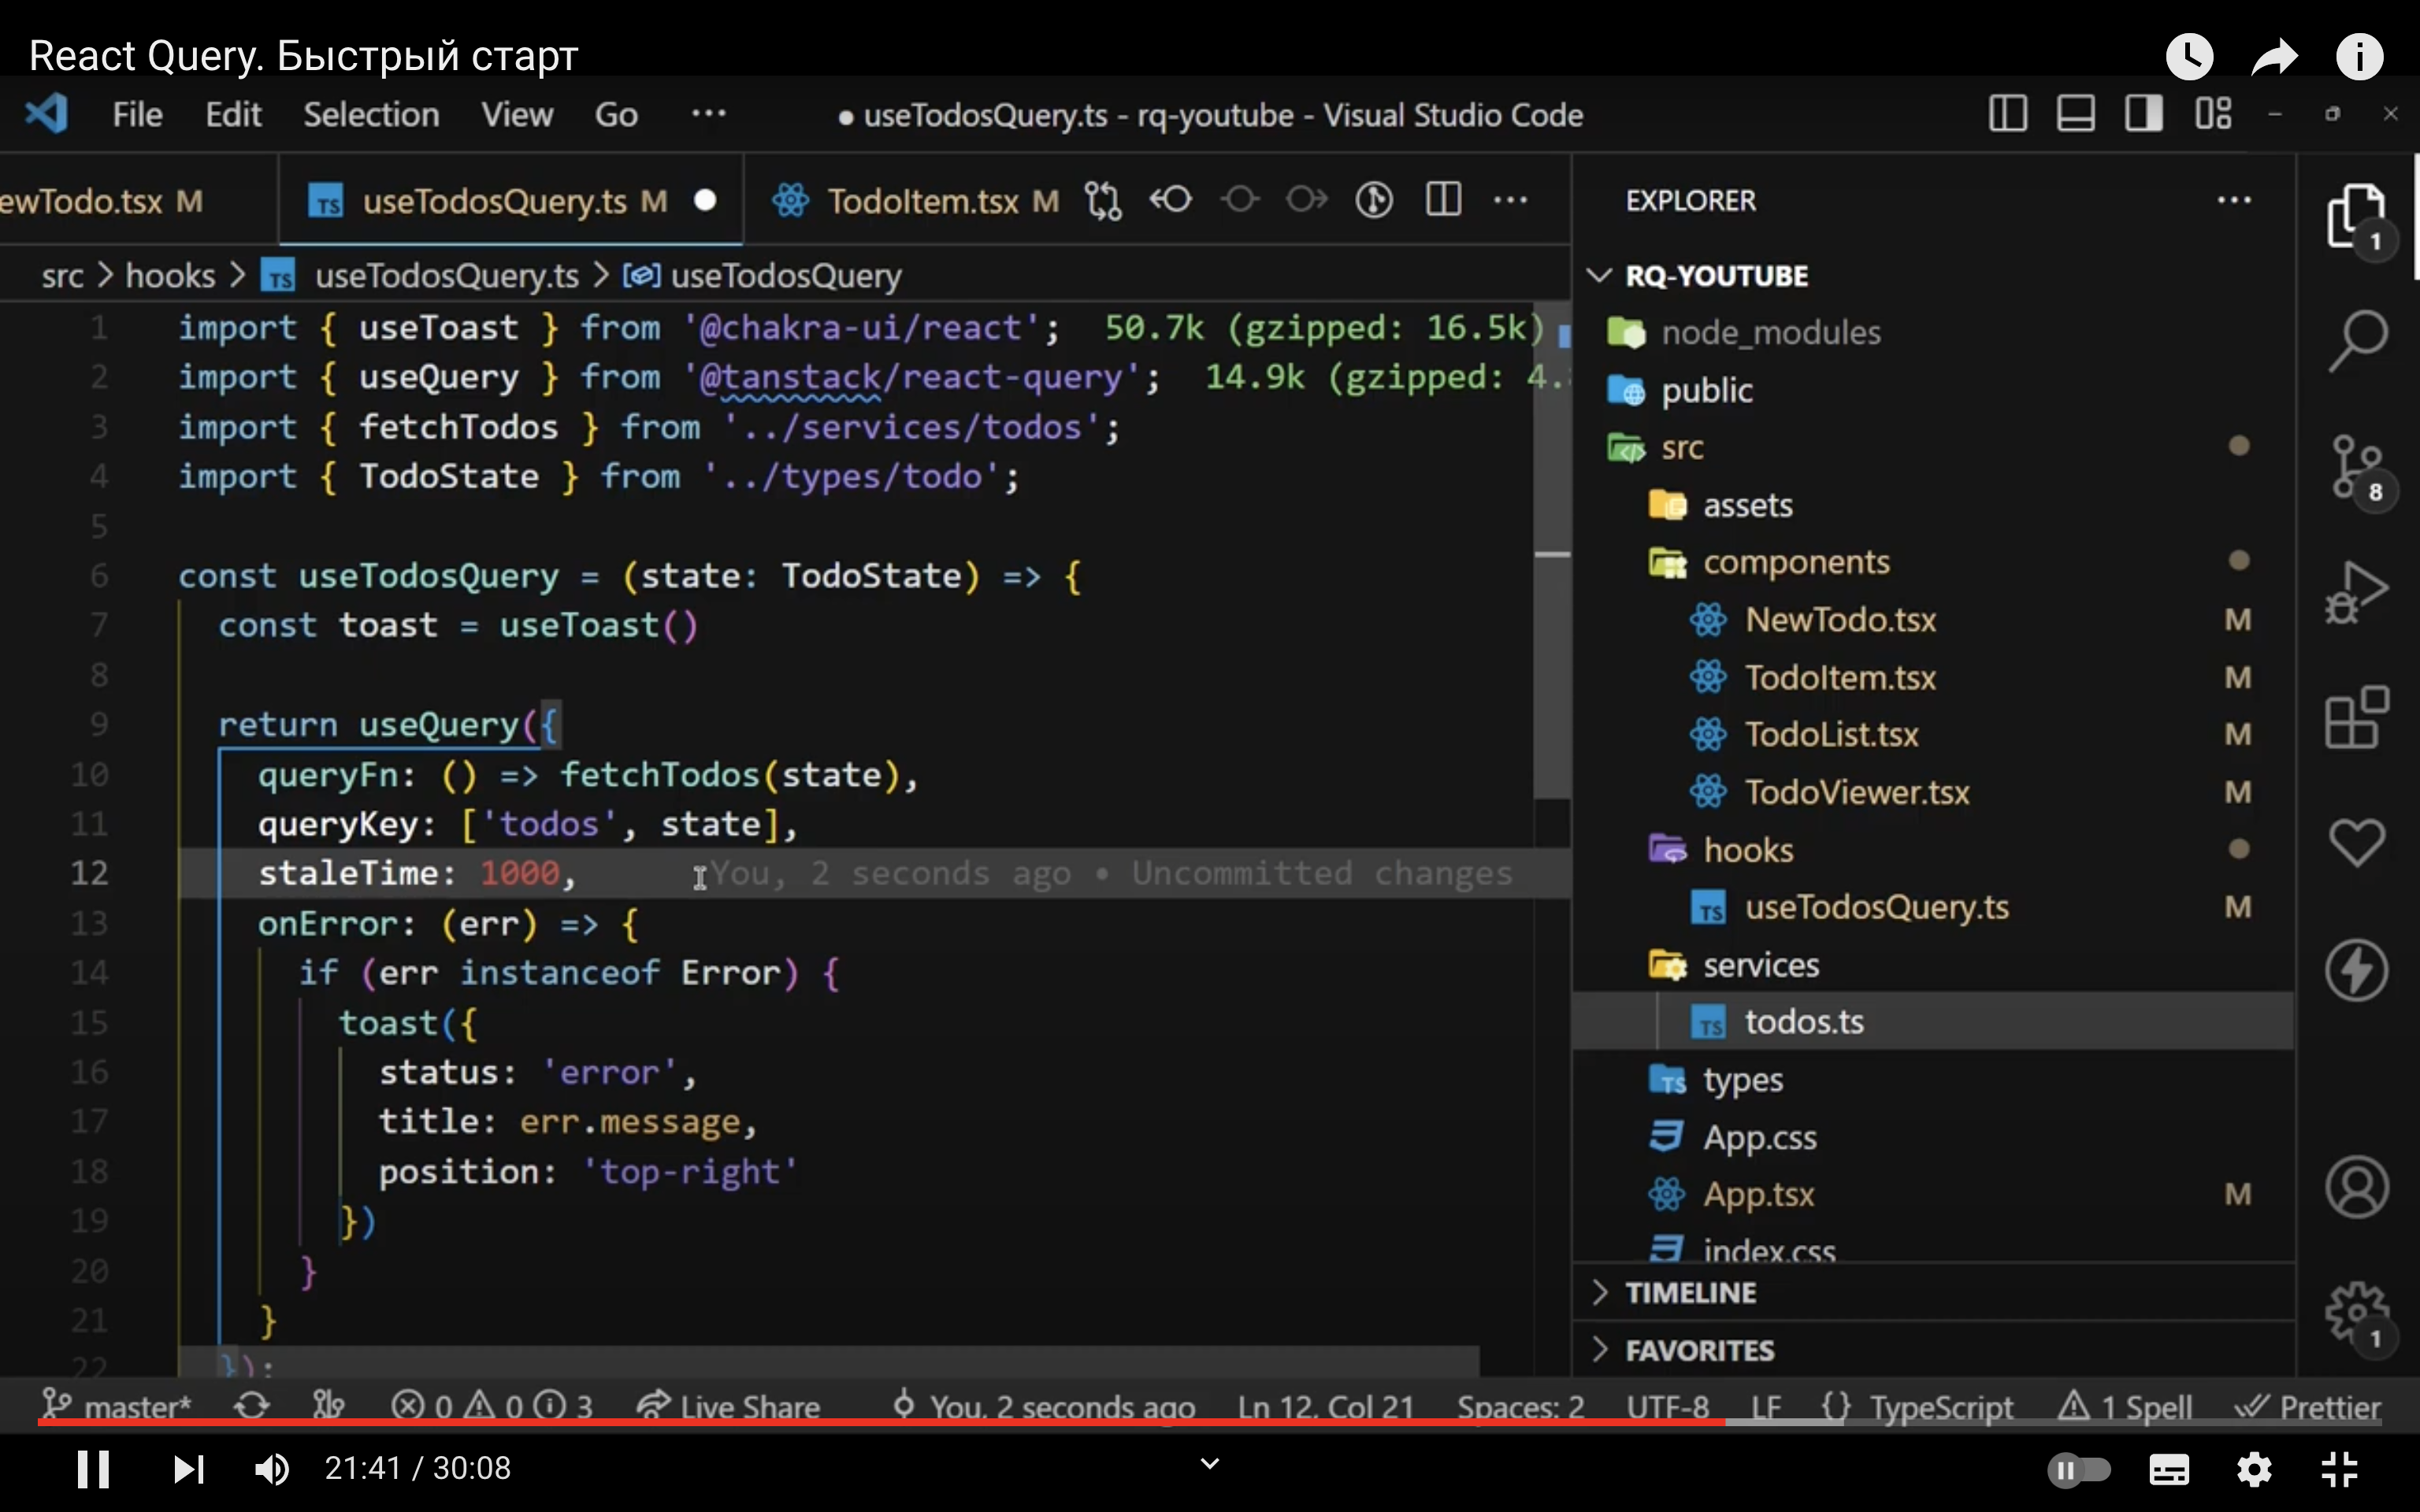 React Query. Быстрый старт
File Edit Selection View Go ··· ● useTodosQuery.ts - rq-youtube - Visual Studio Code
ewTodo.tsx M useTodosQuery.ts M TodoItem.tsx M
src > hooks > TS useTodosQuery.ts > useTodosQuery
1 import { useToast } from '@chakra-ui/react'; 50.7k (gzipped: 16.5k)
2 import { useQuery } from '@tanstack/react-query'; 14.9k (gzipped: 4.
3 import { fetchTodos } from '../services/todos';
4 import { TodoState } from '../types/todo';
5
6 const useTodosQuery = (state: TodoState) => {
7 const toast = useToast()
8
9 return useQuery({
10 queryFn: () => fetchTodos(state),
11 queryKey: ['todos', state],
12 staleTime: 1000, You, 2 seconds ago • Uncommitted changes
13 onError: (err) => {
14 if (err instanceof Error) {
15 toast({
16 status: 'error',
17 title: err.message,
18 position: 'top-right'
19 })
20 }
21 }
22 });
EXPLORER ···
RQ-YOUTUBE
node_modules
public
src
assets
components
NewTodo.tsx M
TodoItem.tsx M
TodoList.tsx M
TodoViewer.tsx M
hooks
TS useTodosQuery.ts M
services
TS todos.ts
types
App.css
App.tsx M
index.css
TIMELINE
FAVORITES
1
8
1
master* 0 0 3 Live Share You, 2 seconds ago Ln 12, Col 21 Spaces: 2 UTF-8 LF {} TypeScript 1 Spell Prettier
21:41 / 30:08